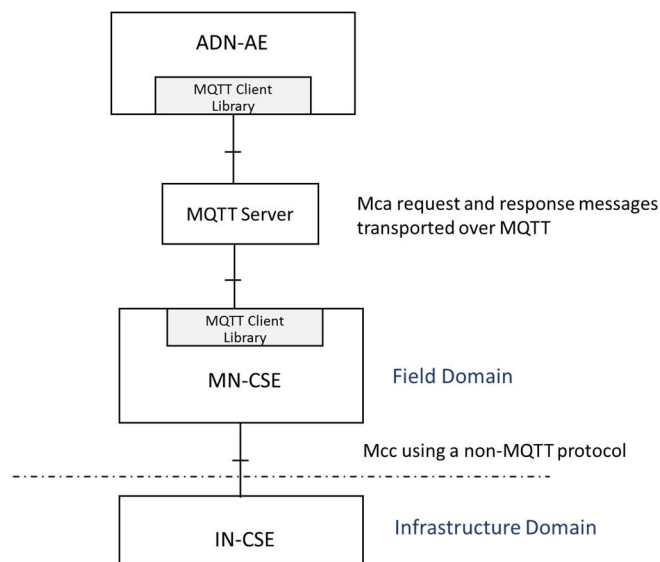 ADN-AE
MQTT Client
Library
MQTT Server
Mca request and response messages
transported over MQTT
MQTT Client
Library
MN-CSE
Field Domain
Mcc using a non-MQTT protocol
Infrastructure Domain
IN-CSE